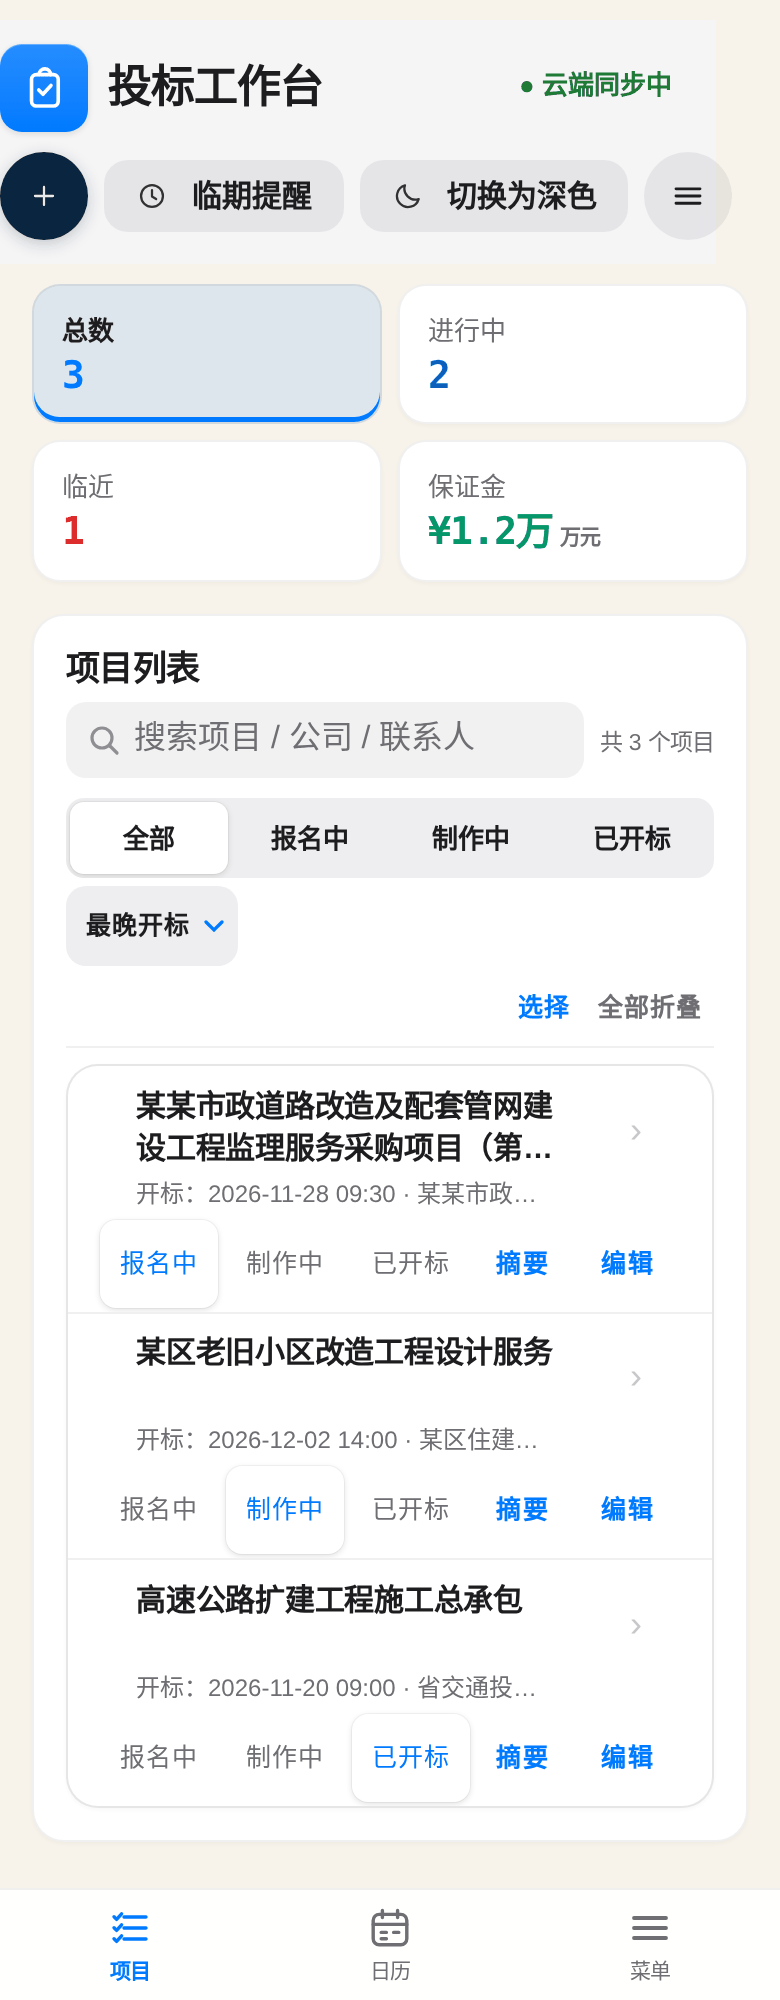 投标工作台
● 云端同步中
临期提醒
切换为深色
总数
3
进行中
2
临近
1
保证金
¥1.2万 万元
项目列表
搜索项目 / 公司 / 联系人
共 3 个项目
全部 报名中 制作中 已开标
最晚开标
选择 全部折叠
某某市政道路改造及配套管网建
设工程监理服务采购项目（第…
开标：2026-11-28 09:30 · 某某市政…
报名中 制作中 已开标 摘要 编辑
某区老旧小区改造工程设计服务
开标：2026-12-02 14:00 · 某区住建…
报名中 制作中 已开标 摘要 编辑
高速公路扩建工程施工总承包
开标：2026-11-20 09:00 · 省交通投…
报名中 制作中 已开标 摘要 编辑
项目 日历 菜单